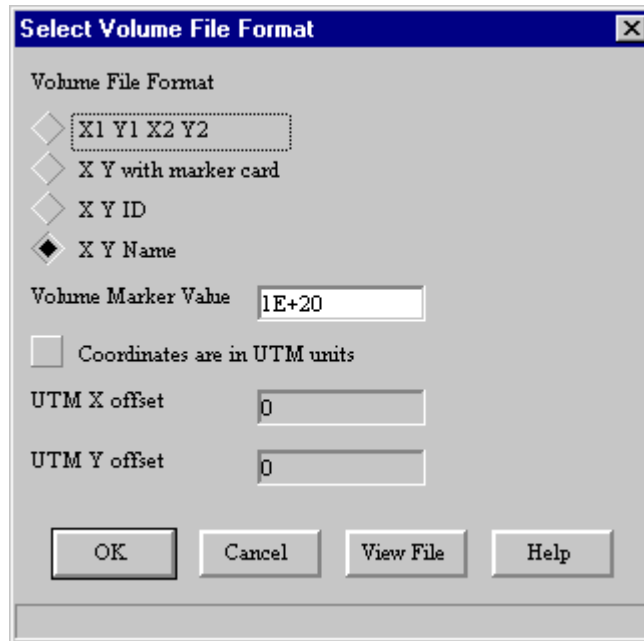 Select Volume File Format
Volume File Format
X1 Y1 X2 Y2
X Y with marker card
X Y ID
X Y Name
Volume Marker Value 1E+20
Coordinates are in UTM units
UTM X offset 0
UTM Y offset 0
OK Cancel View File Help